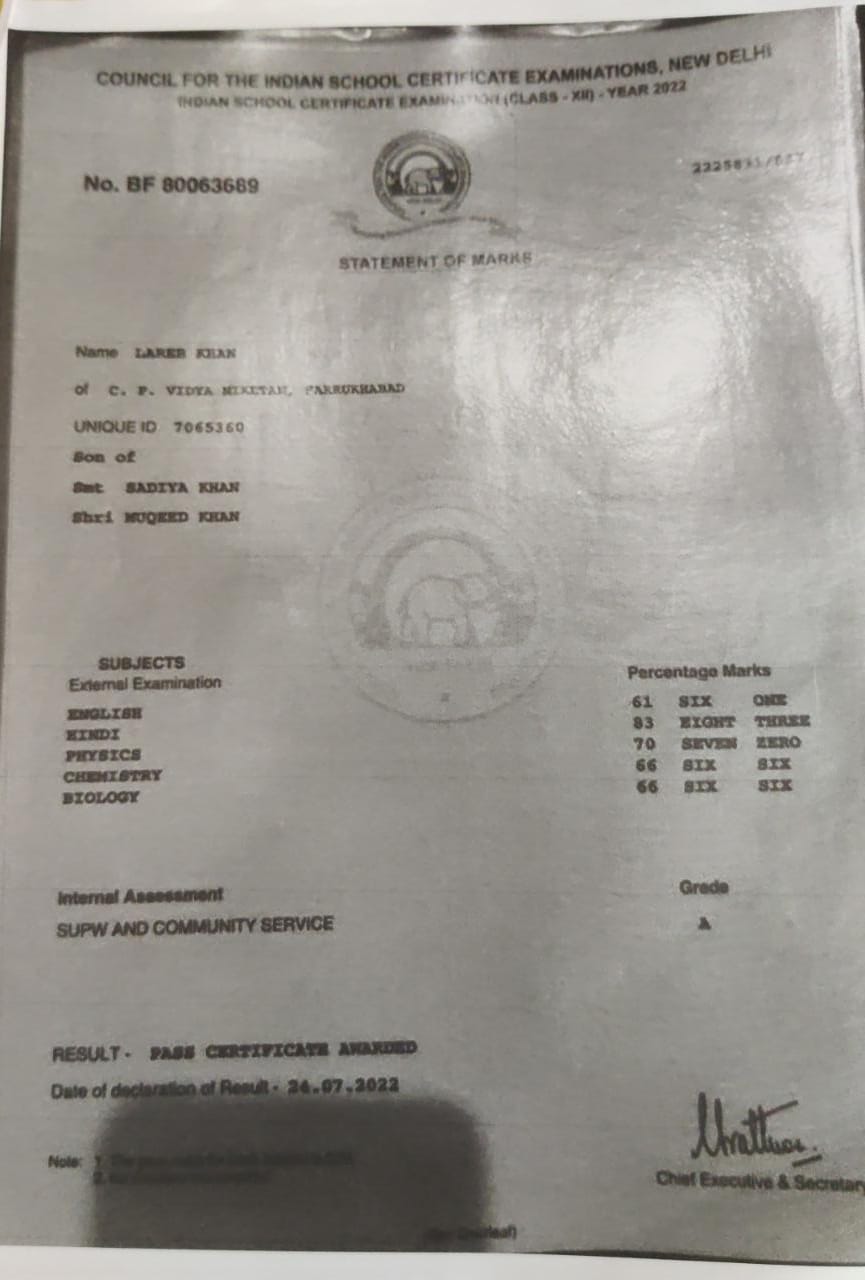 COUNCIL FOR THE INDIAN SCHOOL CERTIFICATE EXAMINATIONS, NEW DELHI
INDIAN SCHOOL CERTIFICATE EXAMINATION (CLASS - XII) - YEAR 2022
No. BF 80063689
STATEMENT OF MARKS
Name LAREB KHAN
of C. P. VIDYA NIKETAN, FARRUKHABAD
UNIQUE ID 7065360
Son of
Smt SADIYA KHAN
Shri MUQEED KHAN
SUBJECTS Percentage Marks
External Examination
ENGLISH 61 SIX ONE
HINDI 83 EIGHT THREE
PHYSICS 70 SEVEN ZERO
CHEMISTRY 66 SIX SIX
BIOLOGY 66 SIX SIX
Internal Assessment Grade
SUPW AND COMMUNITY SERVICE A
RESULT - PASS CERTIFICATE AWARDED
Date of declaration of Result - 24.07.2022
Note: 1.
2.
Chief Executive & Secretary